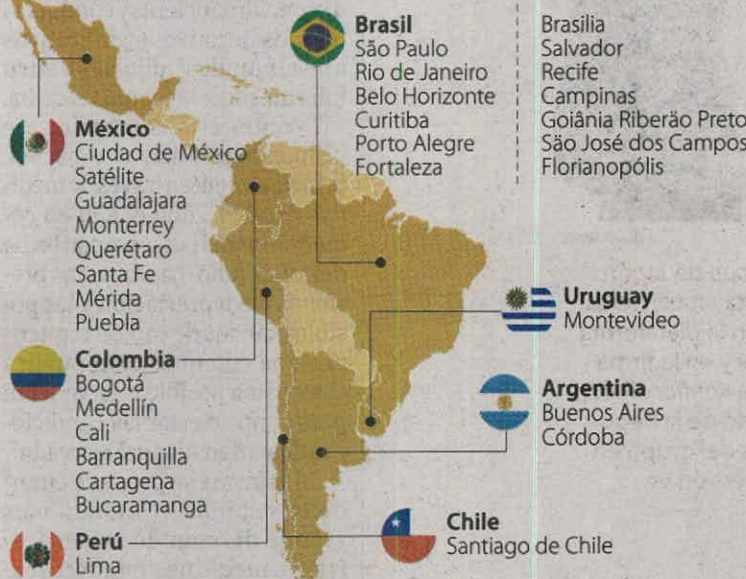 Brasil
São Paulo
Rio de Janeiro
Belo Horizonte
Curitiba
Porto Alegre
Fortaleza
Brasilia
Salvador
Recife
Campinas
Goiânia Riberão Preto
São José dos Campos
Florianopólis
México
Ciudad de México
Satélite
Guadalajara
Monterrey
Querétaro
Santa Fe
Mérida
Puebla
Colombia
Bogotá
Medellín
Cali
Barranquilla
Cartagena
Bucaramanga
Perú
Lima
Uruguay
Montevideo
Argentina
Buenos Aires
Córdoba
Chile
Santiago de Chile